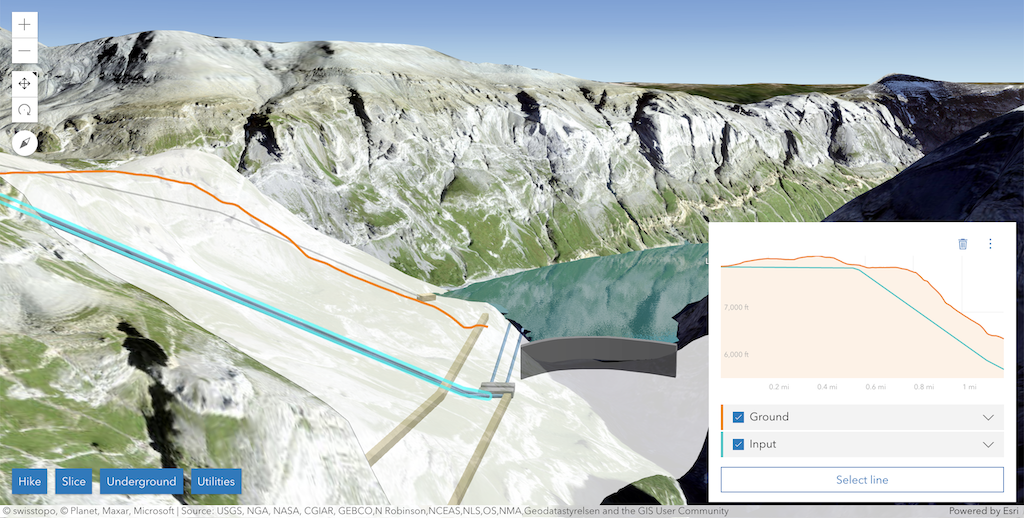 7,000 ft
6,000 ft
0.2 mi 0.4 mi 0.6 mi 0.8 mi 1 mi
Ground
Input
Select line
Hike Slice Underground Utilities
© swisstopo, © Planet, Maxar, Microsoft | Source: USGS, NGA, NASA, CGIAR, GEBCO,N Robinson,NCEAS,NLS,OS,NMA,Geodatastyrelsen and the GIS User Community
Powered by Esri